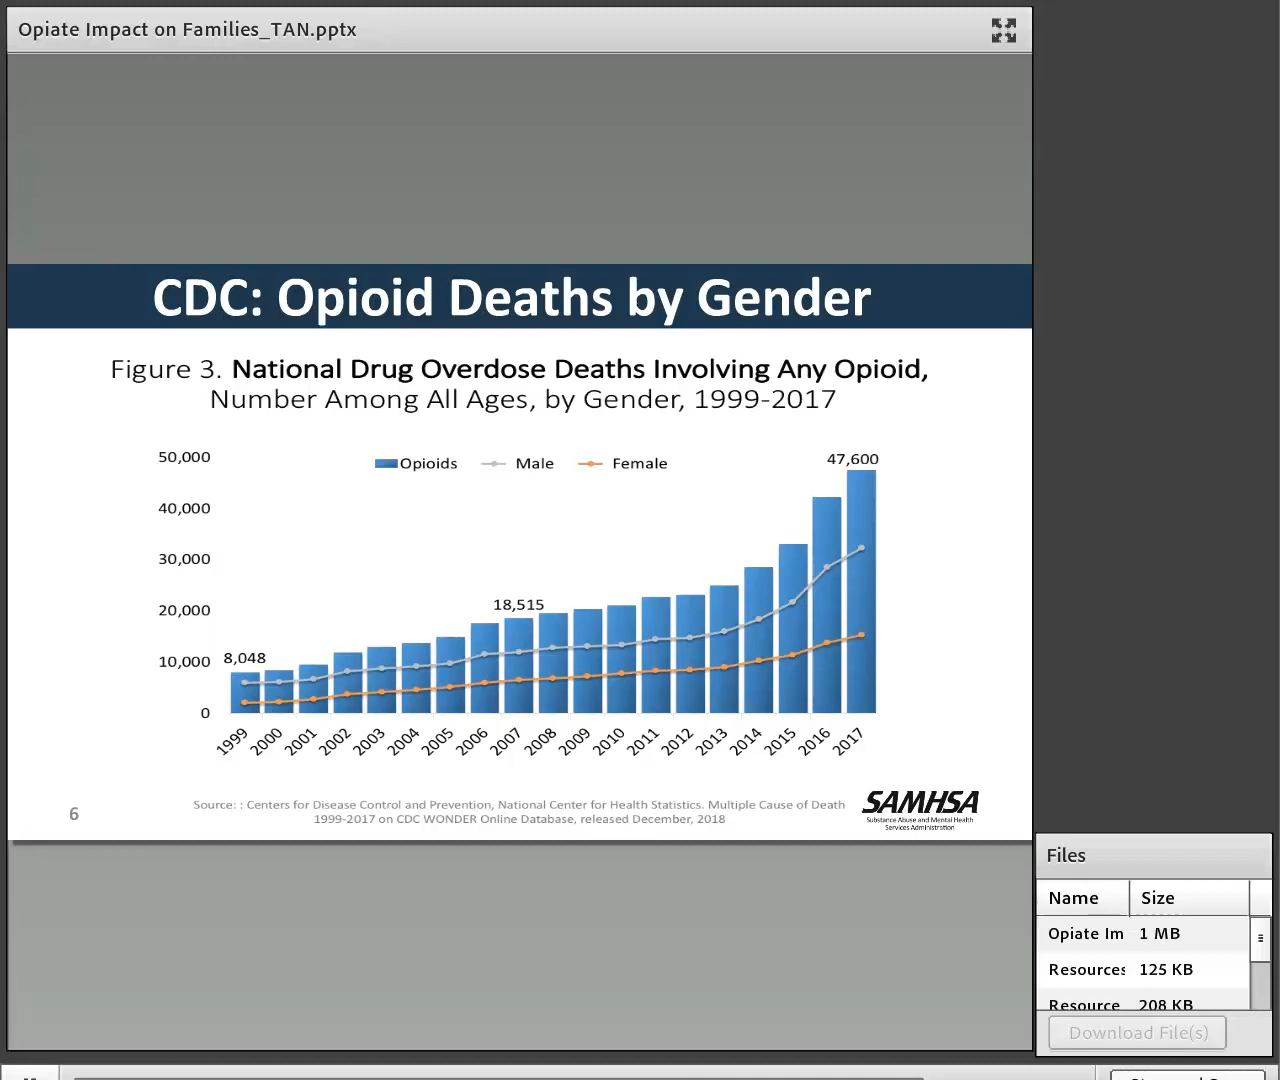 Opiate Impact on Families_TAN.pptx
CDC: Opioid Deaths by Gender
Figure 3. National Drug Overdose Deaths Involving Any Opioid,
Number Among All Ages, by Gender, 1999-2017
50,000
40,000
30,000
20,000
10,000
0
Opioids Male Female
8,048
18,515
47,600
1999 2000 2001 2002 2003 2004 2005 2006 2007 2008 2009 2010 2011 2012 2013 2014 2015 2016 2017
6
Source: : Centers for Disease Control and Prevention, National Center for Health Statistics. Multiple Cause of Death
1999-2017 on CDC WONDER Online Database, released December, 2018
SAMHSA
Substance Abuse and Mental Health
Services Administration
Files
Name Size
Opiate Im 1 MB
Resources 125 KB
Resource 208 KB
Download File(s)